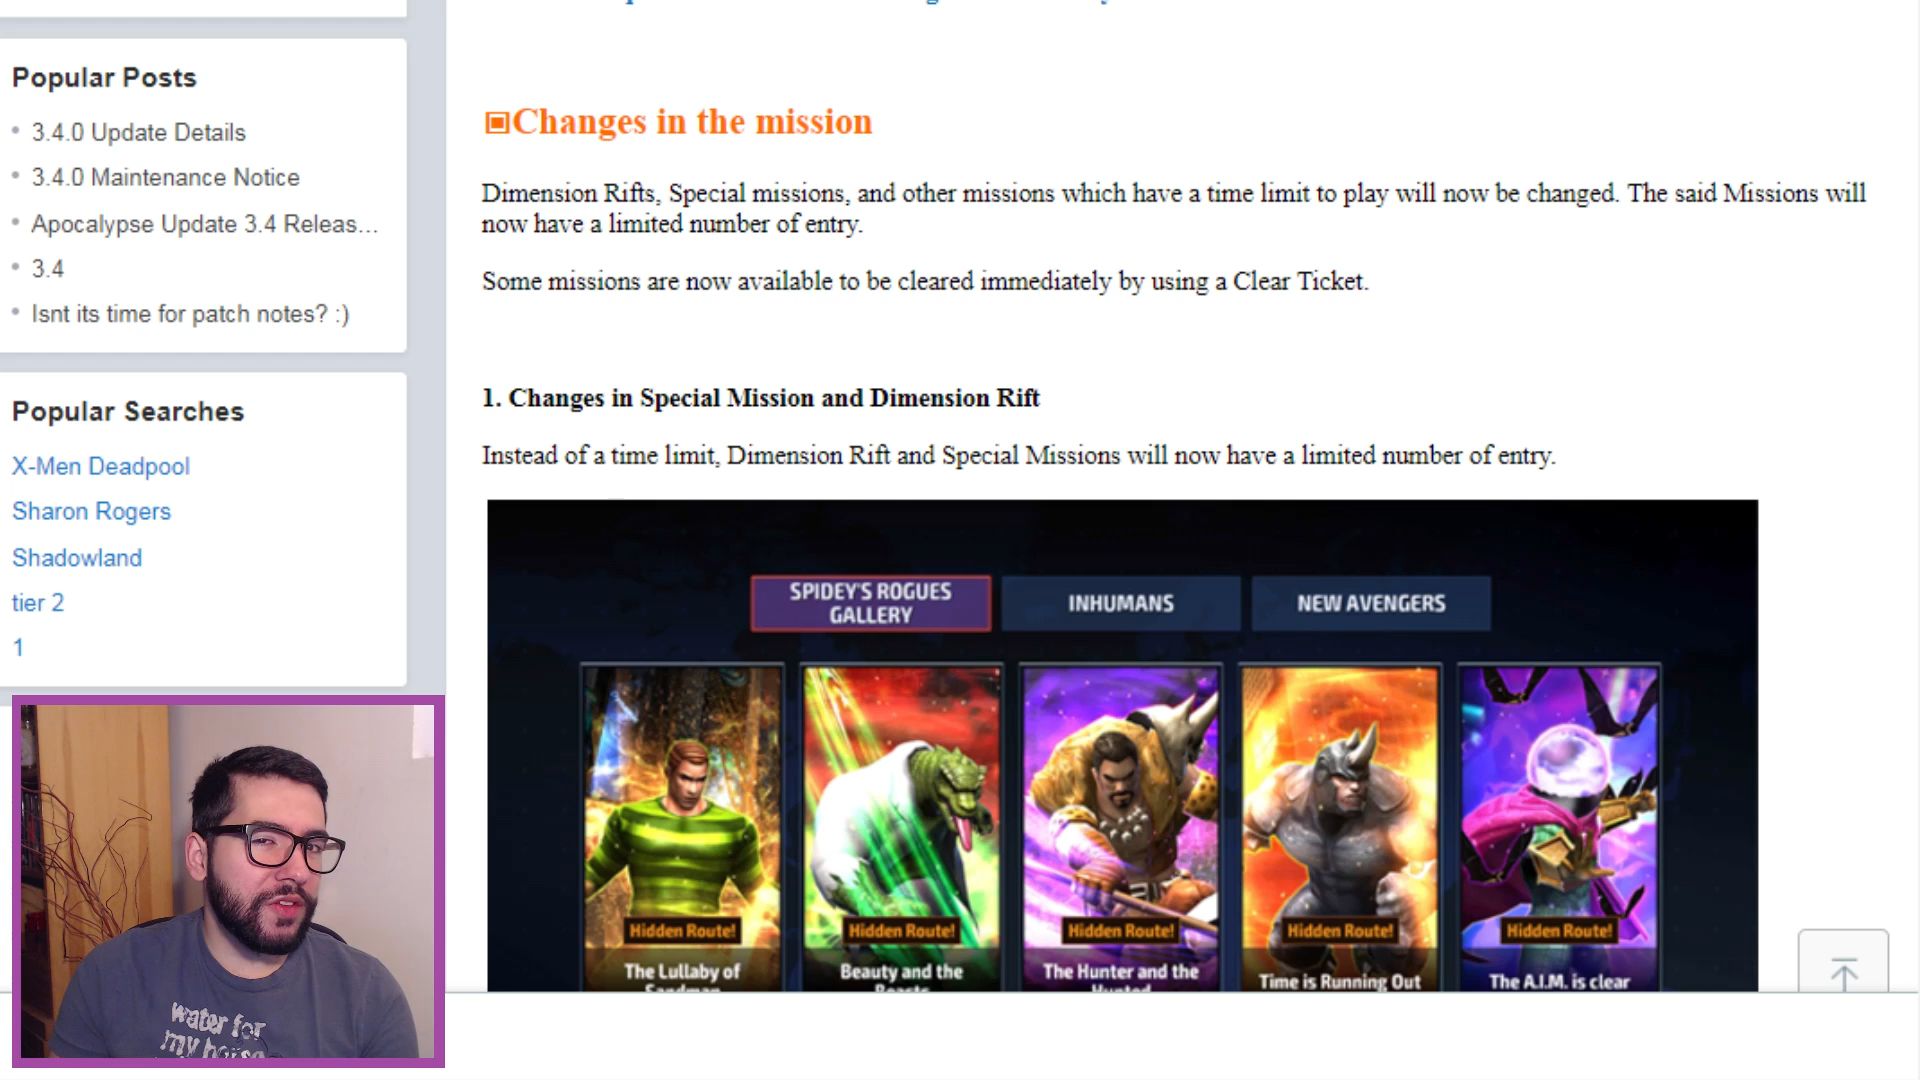 Popular Posts
3.4.0 Update Details
3.4.0 Maintenance Notice
Apocalypse Update 3.4 Releas...
3.4
Isnt its time for patch notes? :)
Popular Searches
X-Men Deadpool
Sharon Rogers
Shadowland
tier 2
1
Changes in the mission
Dimension Rifts, Special missions, and other missions which have a time limit to play will now be changed. The said Missions will
now have a limited number of entry.
Some missions are now available to be cleared immediately by using a Clear Ticket.
1. Changes in Special Mission and Dimension Rift
Instead of a time limit, Dimension Rift and Special Missions will now have a limited number of entry.
SPIDEY'S ROGUES
GALLERY
INHUMANS
NEW AVENGERS
Hidden Route!
Hidden Route!
Hidden Route!
Hidden Route!
Hidden Route!
The Lullaby of
Sandman
Beauty and the
Beasts
The Hunter and the
Hunted
Time is Running Out
The A.I.M. is clear
water for
my horse